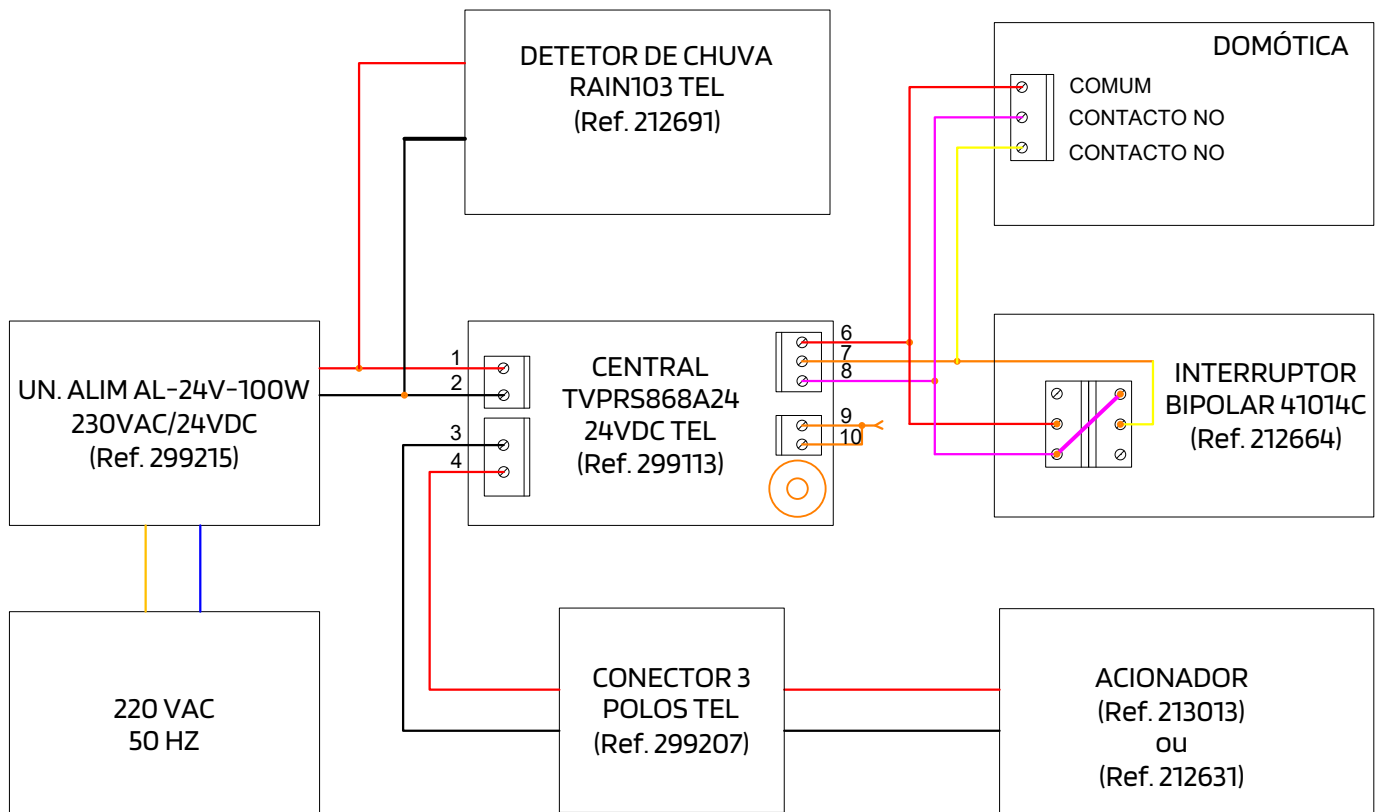 DETETOR DE CHUVA
RAIN103 TEL
(Ref. 212691)
DOMÓTICA
COMUM
CONTACTO NO
CONTACTO NO
UN. ALIM AL-24V-100W
230VAC/24VDC
(Ref. 299215)
1
2
3
4
CENTRAL
TVPRS868A24
24VDC TEL
(Ref. 299113)
6
7
8
9
10
INTERRUPTOR
BIPOLAR 41014C
(Ref. 212664)
220 VAC
50 HZ
CONECTOR 3
POLOS TEL
(Ref. 299207)
ACIONADOR
(Ref. 213013)
ou
(Ref. 212631)